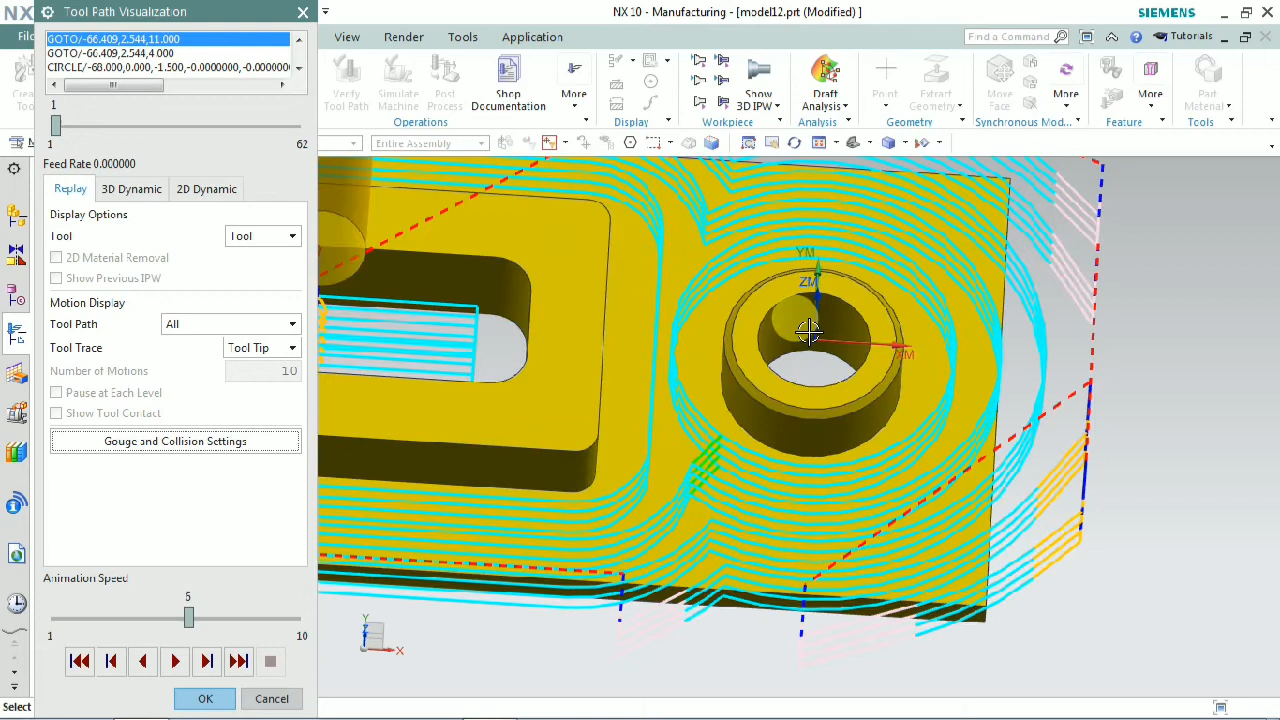 NX
Tool Path Visualization
NX 10 - Manufacturing - [model12.prt (Modified) ]
SIEMENS
View
Render
Tools
Application
Find a Command
Tutorials
GOTO/-66.409,2.544,11.000
GOTO/-66.409,2.544,4.000
CIRCLE/-68.000,0.000,-1.500,-0.0000000,-0.0000000
1
1
62
Feed Rate 0.000000
Replay
3D Dynamic
2D Dynamic
Display Options
Tool
Tool
2D Material Removal
Show Previous IPW
Motion Display
Tool Path
All
Tool Trace
Tool Tip
Number of Motions
10
Pause at Each Level
Show Tool Contact
Gouge and Collision Settings
Animation Speed
5
1
10
OK
Cancel
Verify Tool Path
Simulate Machine
Post Process
Shop Documentation
More
Operations
Display
Show 3D IPW
Workpiece
Draft Analysis
Analysis
Point
Extract Geometry
Geometry
Move Face
More
Synchronous Mod...
More
Feature
Part Material
Tools
Entire Assembly
YM
ZM
XM
Y
Z
X
Select